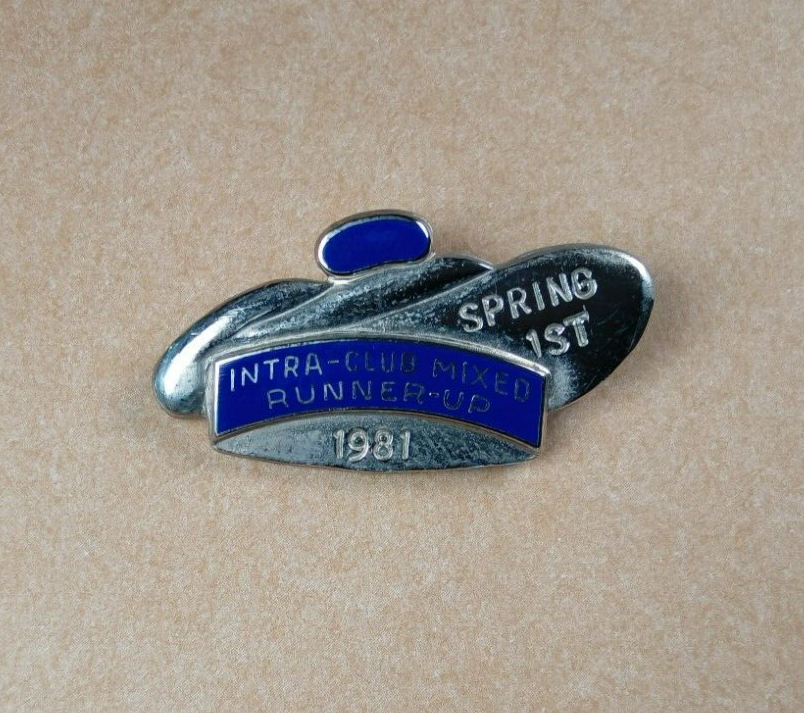 SPRING
1ST
INTRA-CLUB MIXED
RUNNER-UP
1981